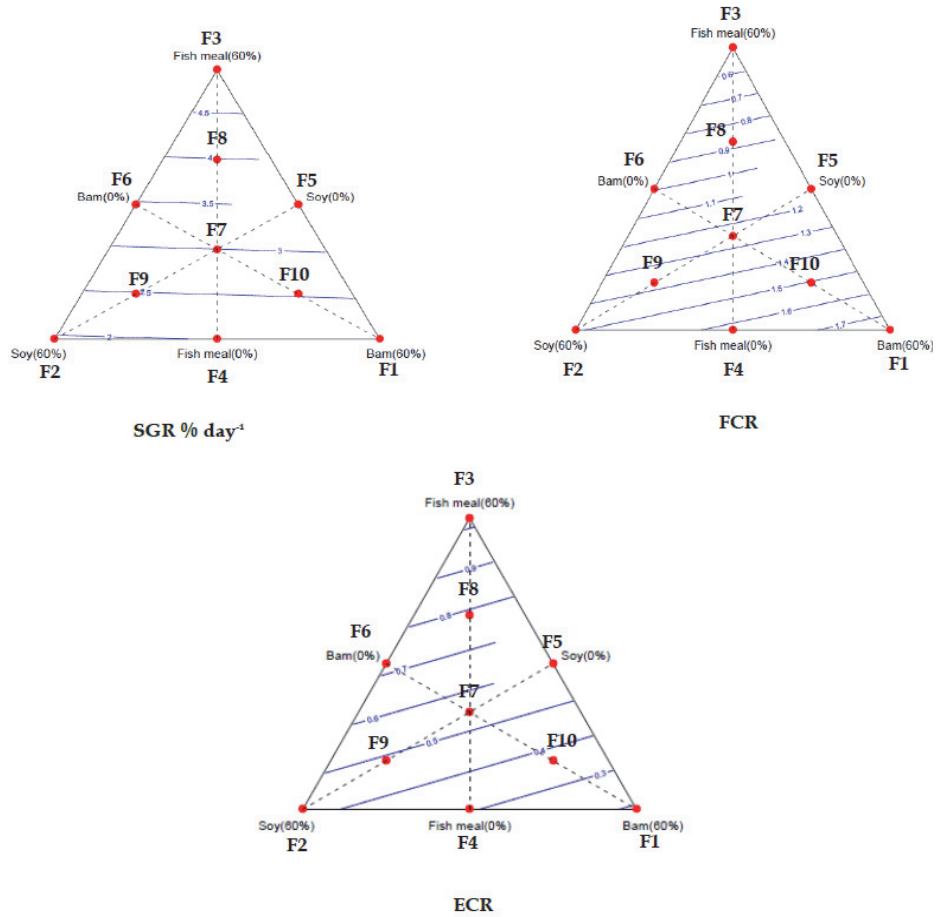 F3
Fish meal(60%)
4.5
F8
4
F6
Bam(0%)
3.5
F5
Soy(0%)
F7
3
F9
2.5
F10
2
Soy(60%)
F2
Fish meal(0%)
F4
Bam(60%)
F1
SGR % day⁻¹
F3
Fish meal(60%)
0.6
0.7
0.8
F8
0.9
F6
Bam(0%)
1
F5
Soy(0%)
1.1
1.2
F7
1.3
F9
1.4
F10
1.5
1.6
1.7
Soy(60%)
F2
Fish meal(0%)
F4
Bam(60%)
F1
FCR
F3
Fish meal(60%)
0.9
F8
0.8
F6
Bam(0%)
0.7
F5
Soy(0%)
F7
0.6
F9
0.5
F10
0.4
0.3
Soy(60%)
F2
Fish meal(0%)
F4
Bam(60%)
F1
ECR